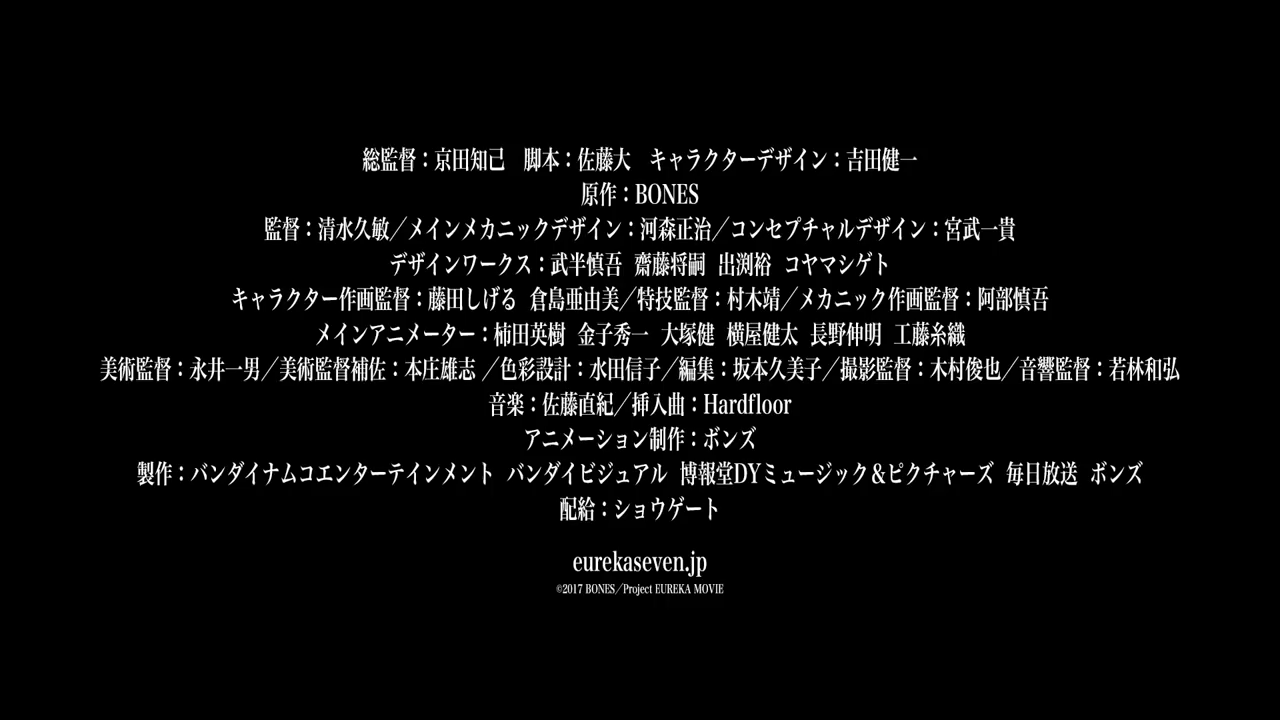 総監督：京田知己　脚本：佐藤大　キャラクターデザイン：吉田健一
原作：BONES
監督：清水久敏／メインメカニックデザイン：河森正治／コンセプチャルデザイン：宮武一貴
デザインワークス：武半慎吾 齋藤将嗣 出渕裕 コヤマシゲト
キャラクター作画監督：藤田しげる 倉島亜由美／特技監督：村木靖／メカニック作画監督：阿部慎吾
メインアニメーター：柿田英樹 金子秀一 大塚健 横屋健太 長野伸明 工藤糸織
美術監督：永井一男／美術監督補佐：本庄雄志 ／色彩設計：水田信子／編集：坂本久美子／撮影監督：木村俊也／音響監督：若林和弘
音楽：佐藤直紀／挿入曲：Hardfloor
アニメーション制作：ボンズ
製作：バンダイナムコエンターテインメント バンダイビジュアル 博報堂DYミュージック＆ピクチャーズ 毎日放送 ボンズ
配給：ショウゲート
eurekaseven.jp
©2017 BONES／Project EUREKA MOVIE